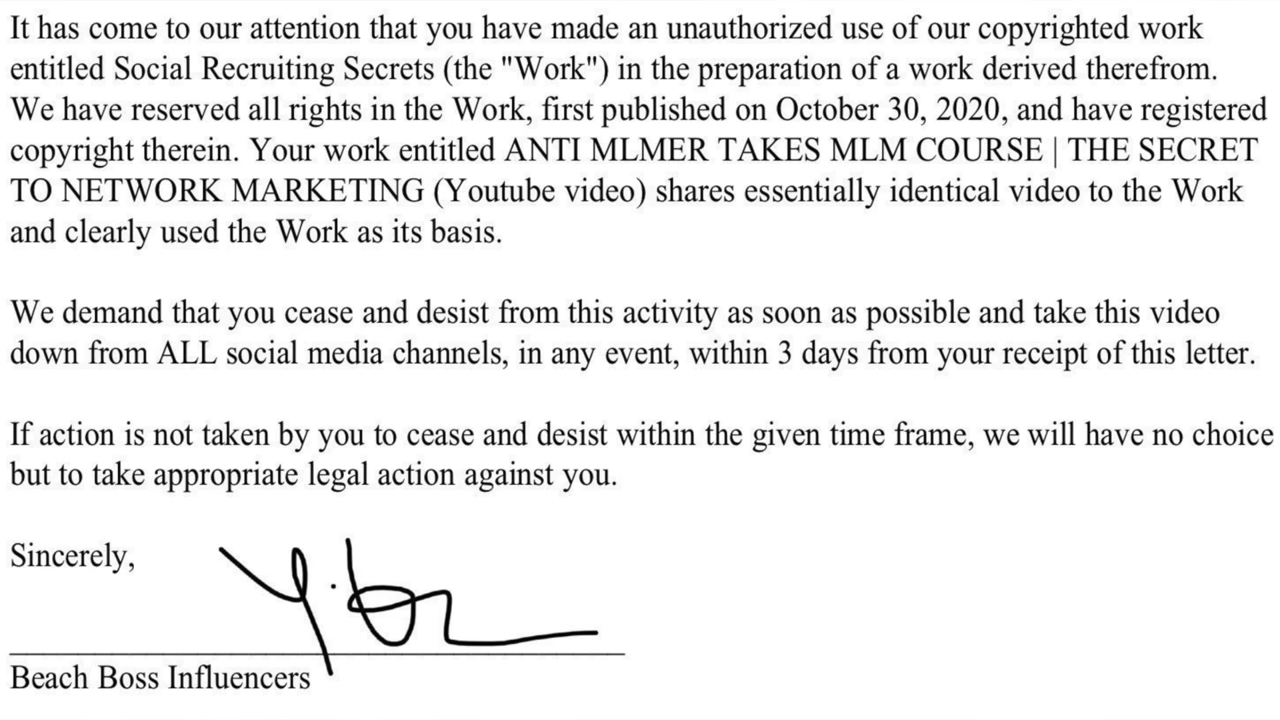 It has come to our attention that you have made an unauthorized use of our copyrighted work
entitled Social Recruiting Secrets (the "Work") in the preparation of a work derived therefrom.
We have reserved all rights in the Work, first published on October 30, 2020, and have registered
copyright therein. Your work entitled ANTI MLMER TAKES MLM COURSE | THE SECRET
TO NETWORK MARKETING (Youtube video) shares essentially identical video to the Work
and clearly used the Work as its basis.
We demand that you cease and desist from this activity as soon as possible and take this video
down from ALL social media channels, in any event, within 3 days from your receipt of this letter.
If action is not taken by you to cease and desist within the given time frame, we will have no choice
but to take appropriate legal action against you.
Sincerely,
Beach Boss Influencers